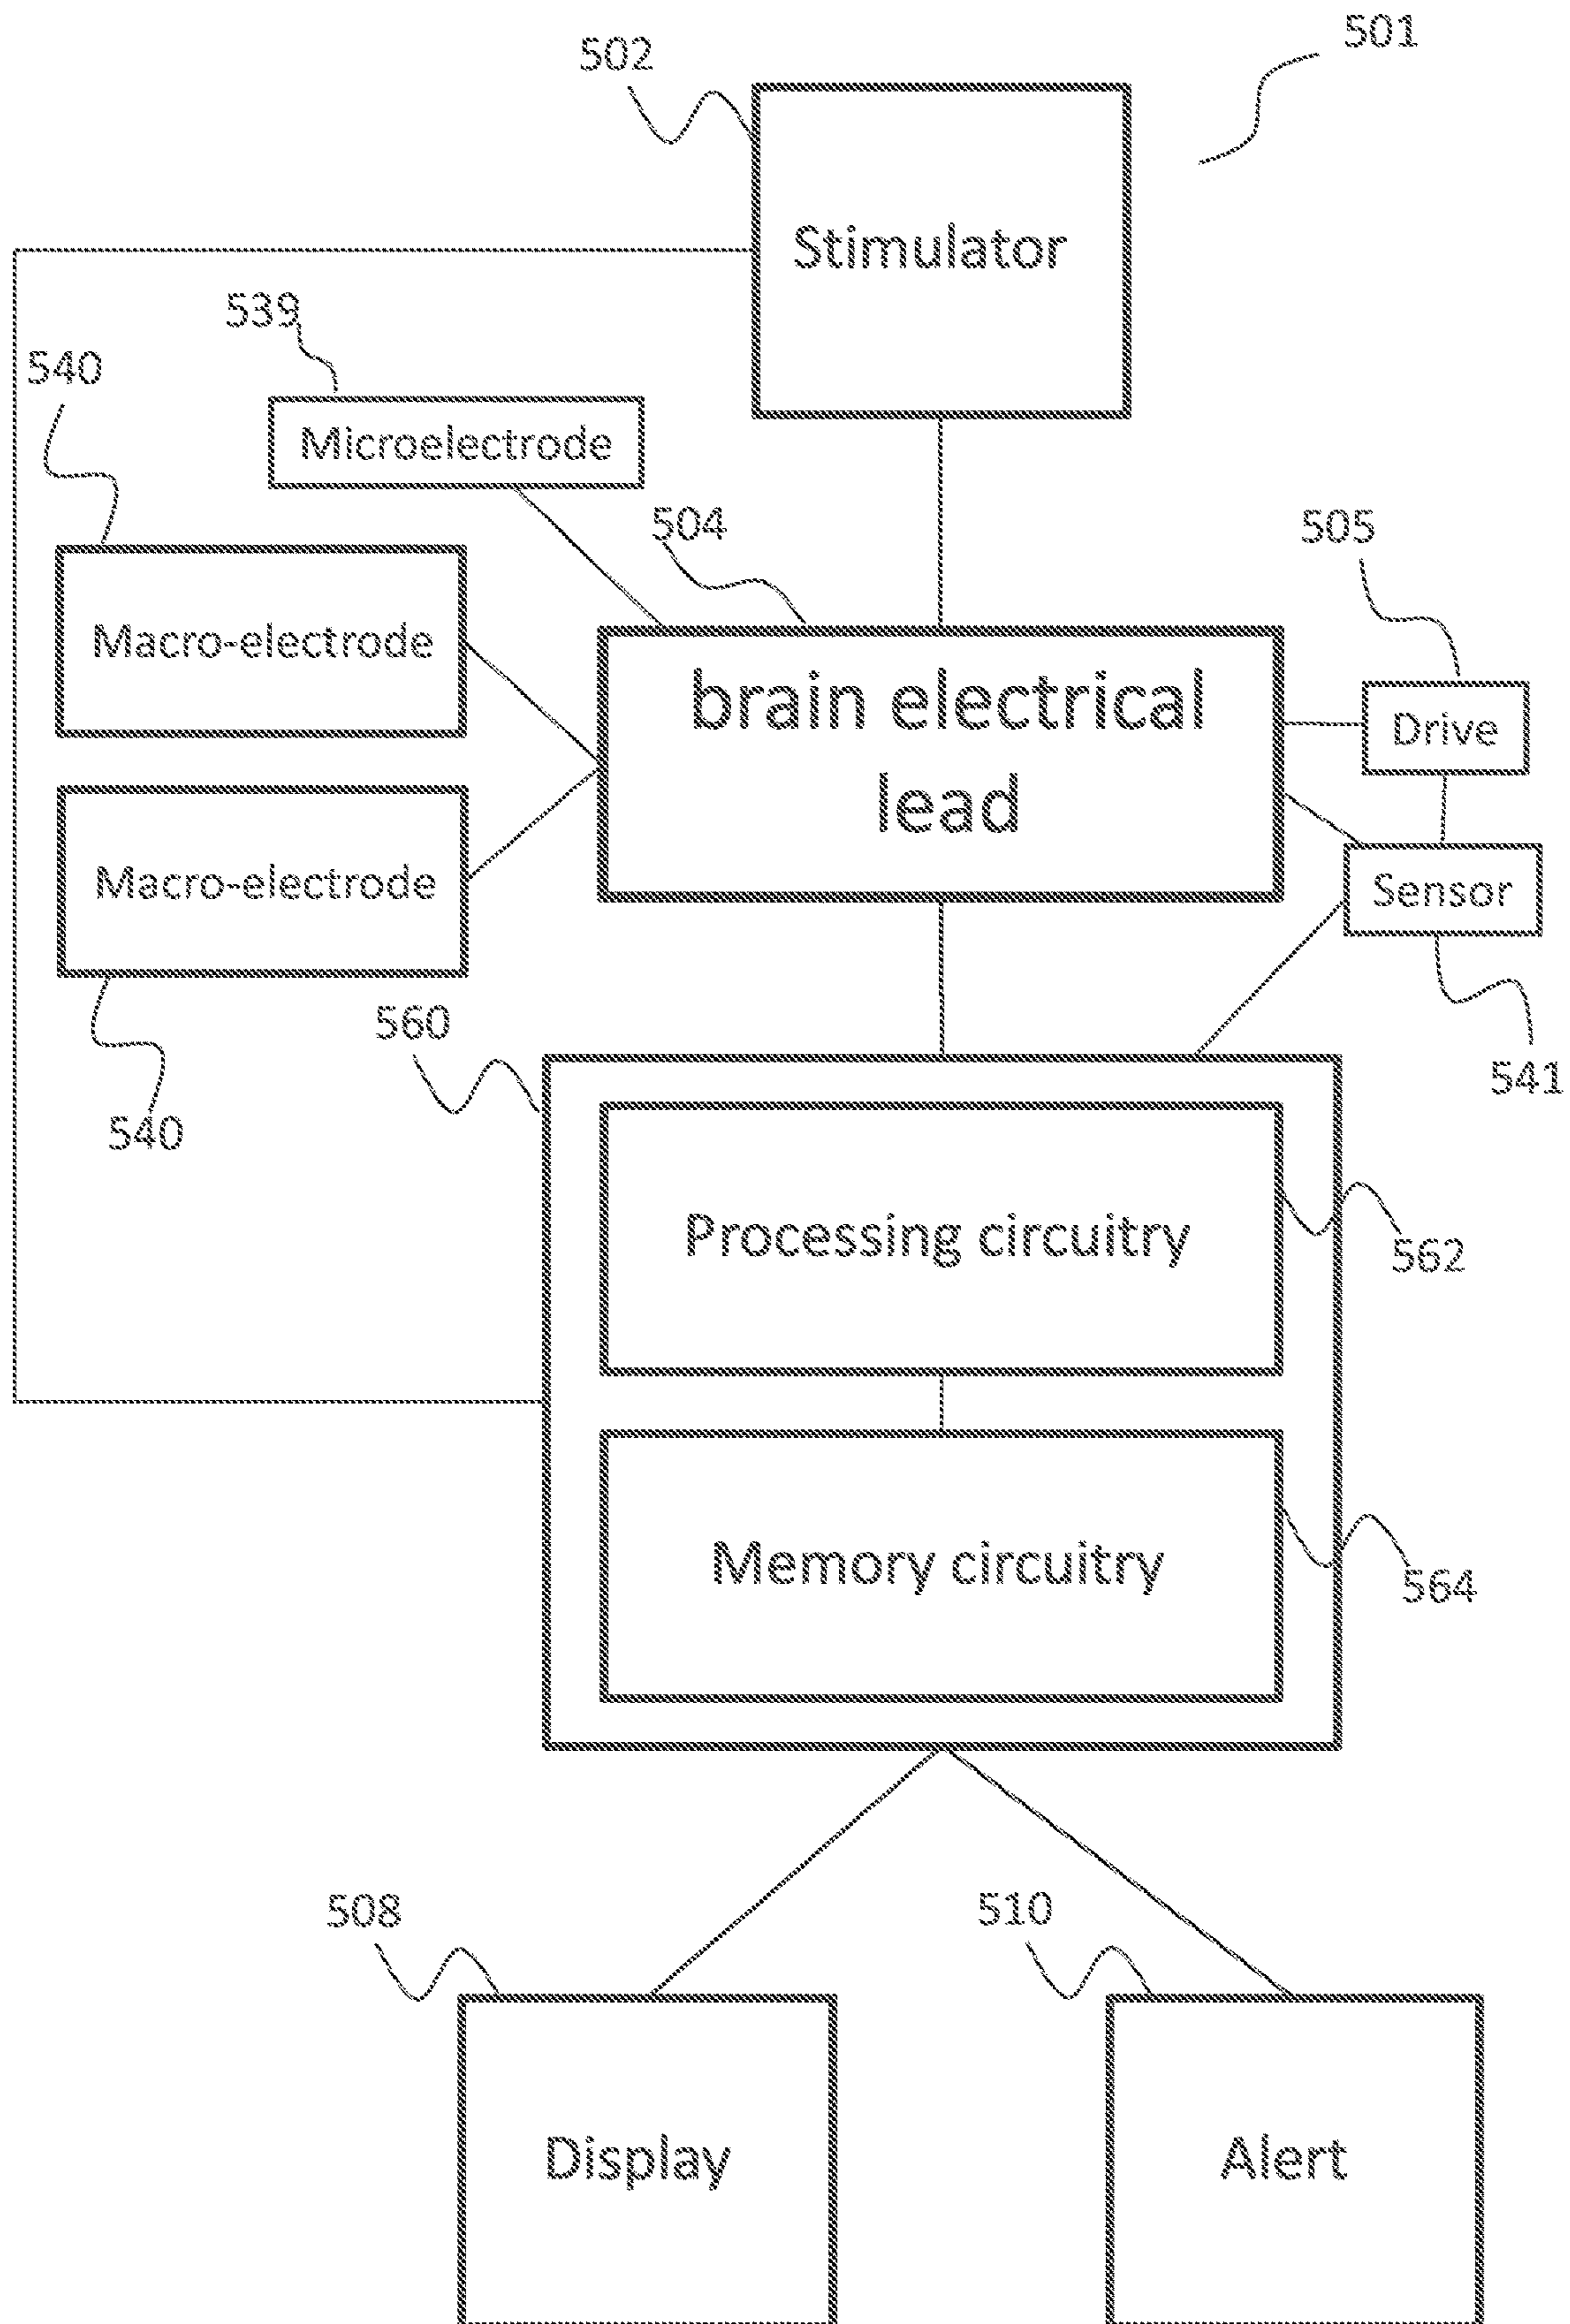 501
502
Stimulator
539
540
Microelectrode
504
505
Macro-electrode
brain electrical
lead
Drive
Macro-electrode
Sensor
560
541
540
Processing circuitry
562
Memory circuitry
564
508
510
Display
Alert